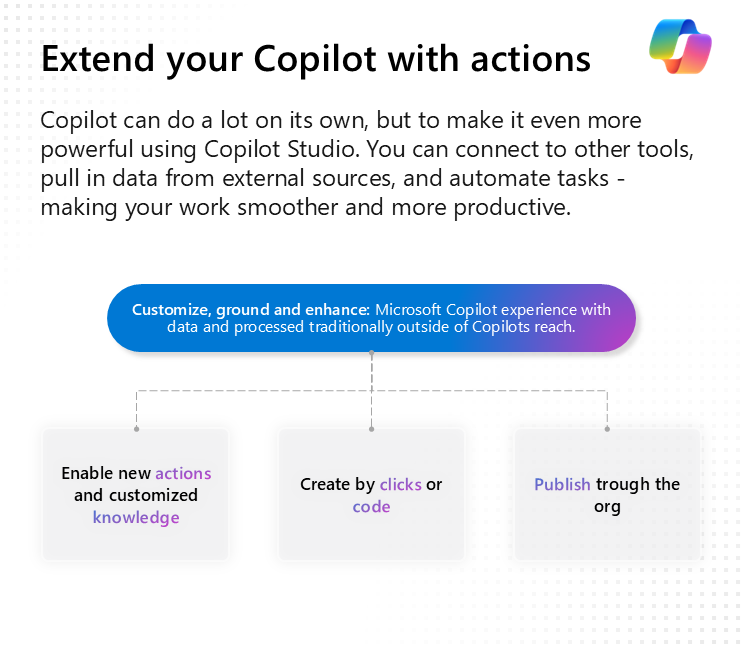 Extend your Copilot with actions
Copilot can do a lot on its own, but to make it even more
powerful using Copilot Studio. You can connect to other tools,
pull in data from external sources, and automate tasks -
making your work smoother and more productive.
Customize, ground and enhance: Microsoft Copilot experience with
data and processed traditionally outside of Copilots reach.
Enable new actions
and customized
knowledge
Create by clicks or
code
Publish trough the
org